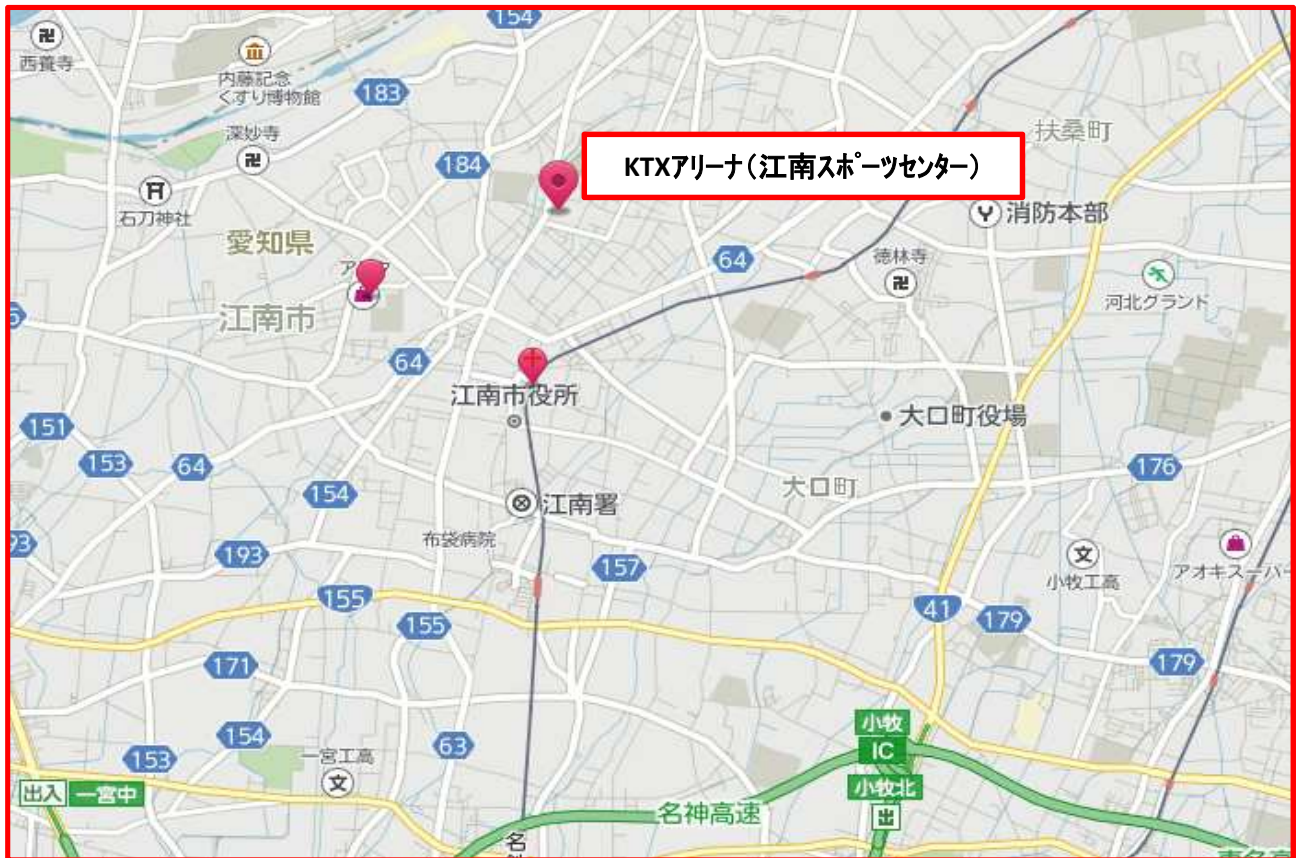 154
西養寺
内藤記念
くすり博物館
183
深妙寺
184
KTXアリーナ（江南スポーツセンター）
扶桑町
石刀神社
消防本部
愛知県
64
徳林寺
河北グランド
江南市
64
江南市役所
大口町役場
151
153
64
154
176
大口町
江南署
布袋病院
193
157
小牧工高
アオキスーパー
155
155
41
179
171
179
154
63
153
一宮工高
小牧
IC
小牧北
出
出入 一宮中
名神高速